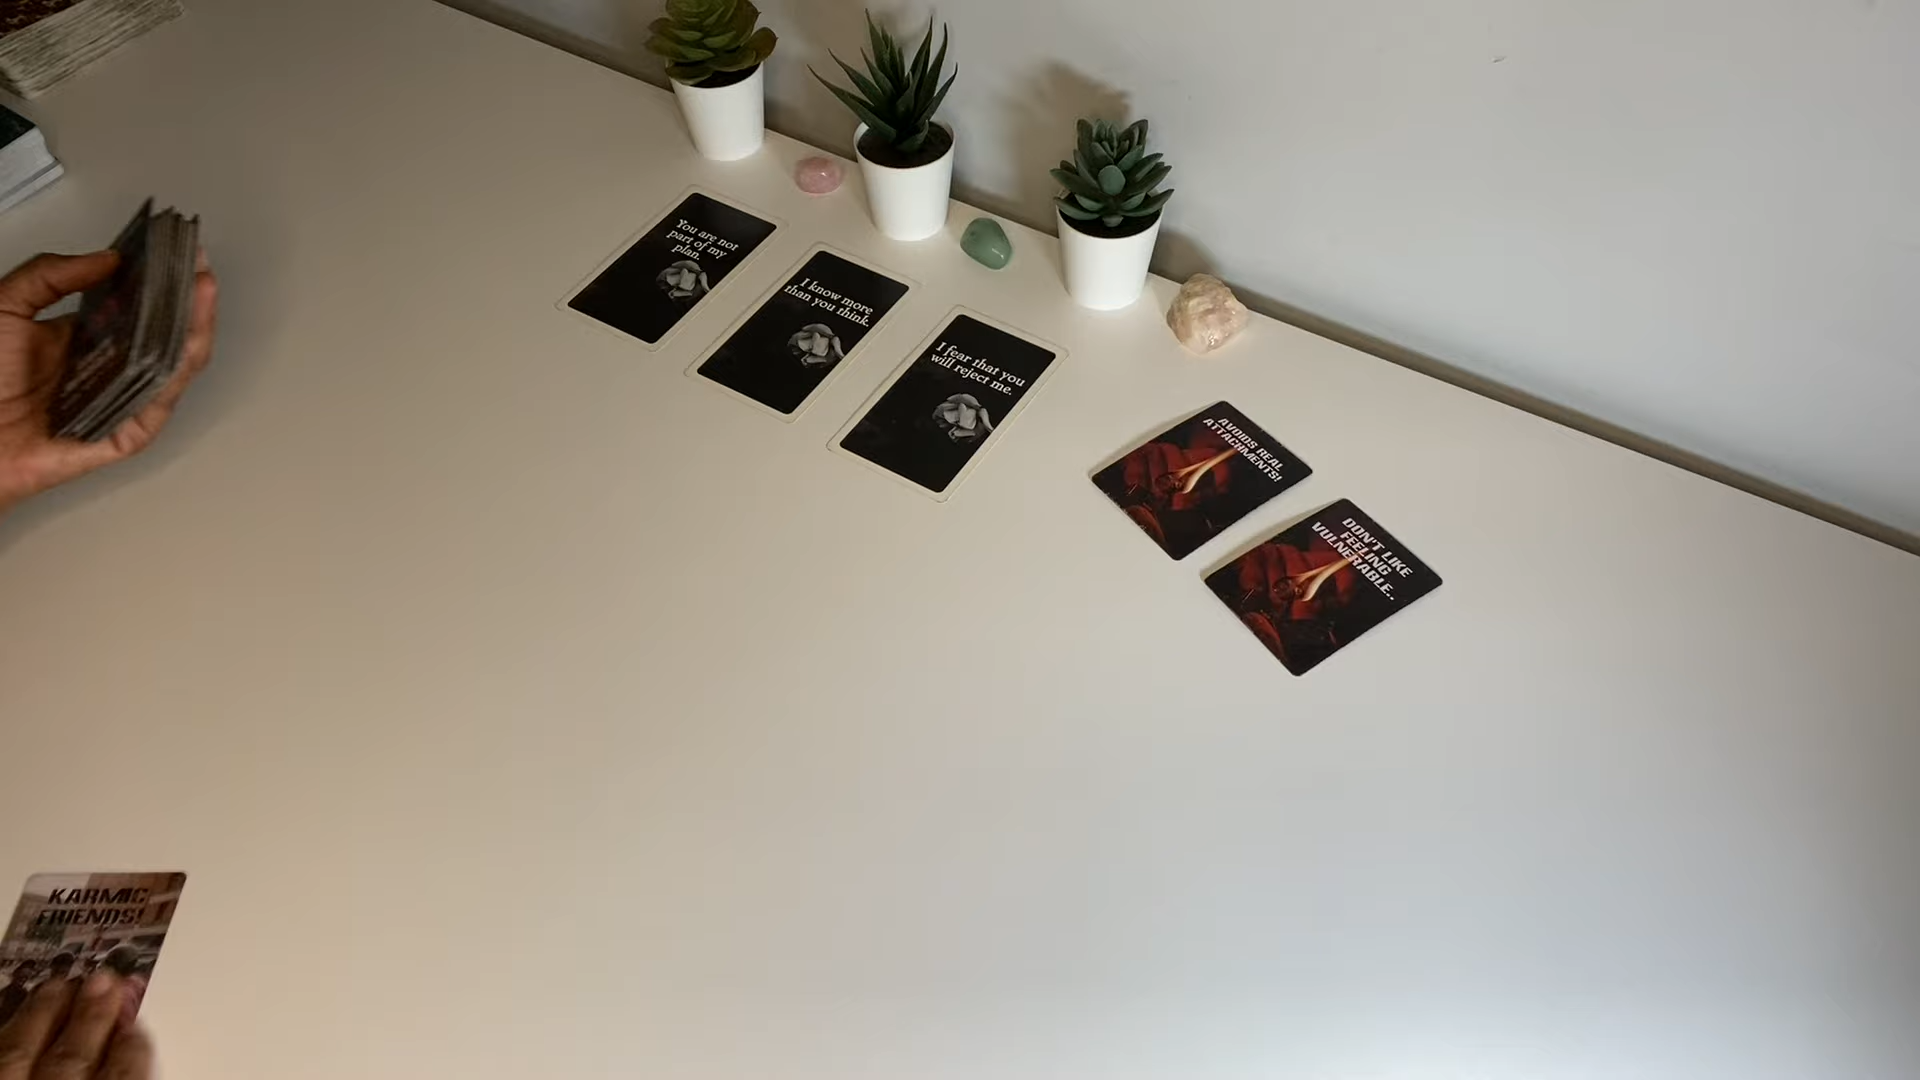 You are not
part of my
plan.
I know more
than you think.
I fear that you
will reject me.
AVOIDS REAL
ATTACHMENTS!
DON'T LIKE
FEELING
VULNERABLE..
KARMIC
FRIENDS!